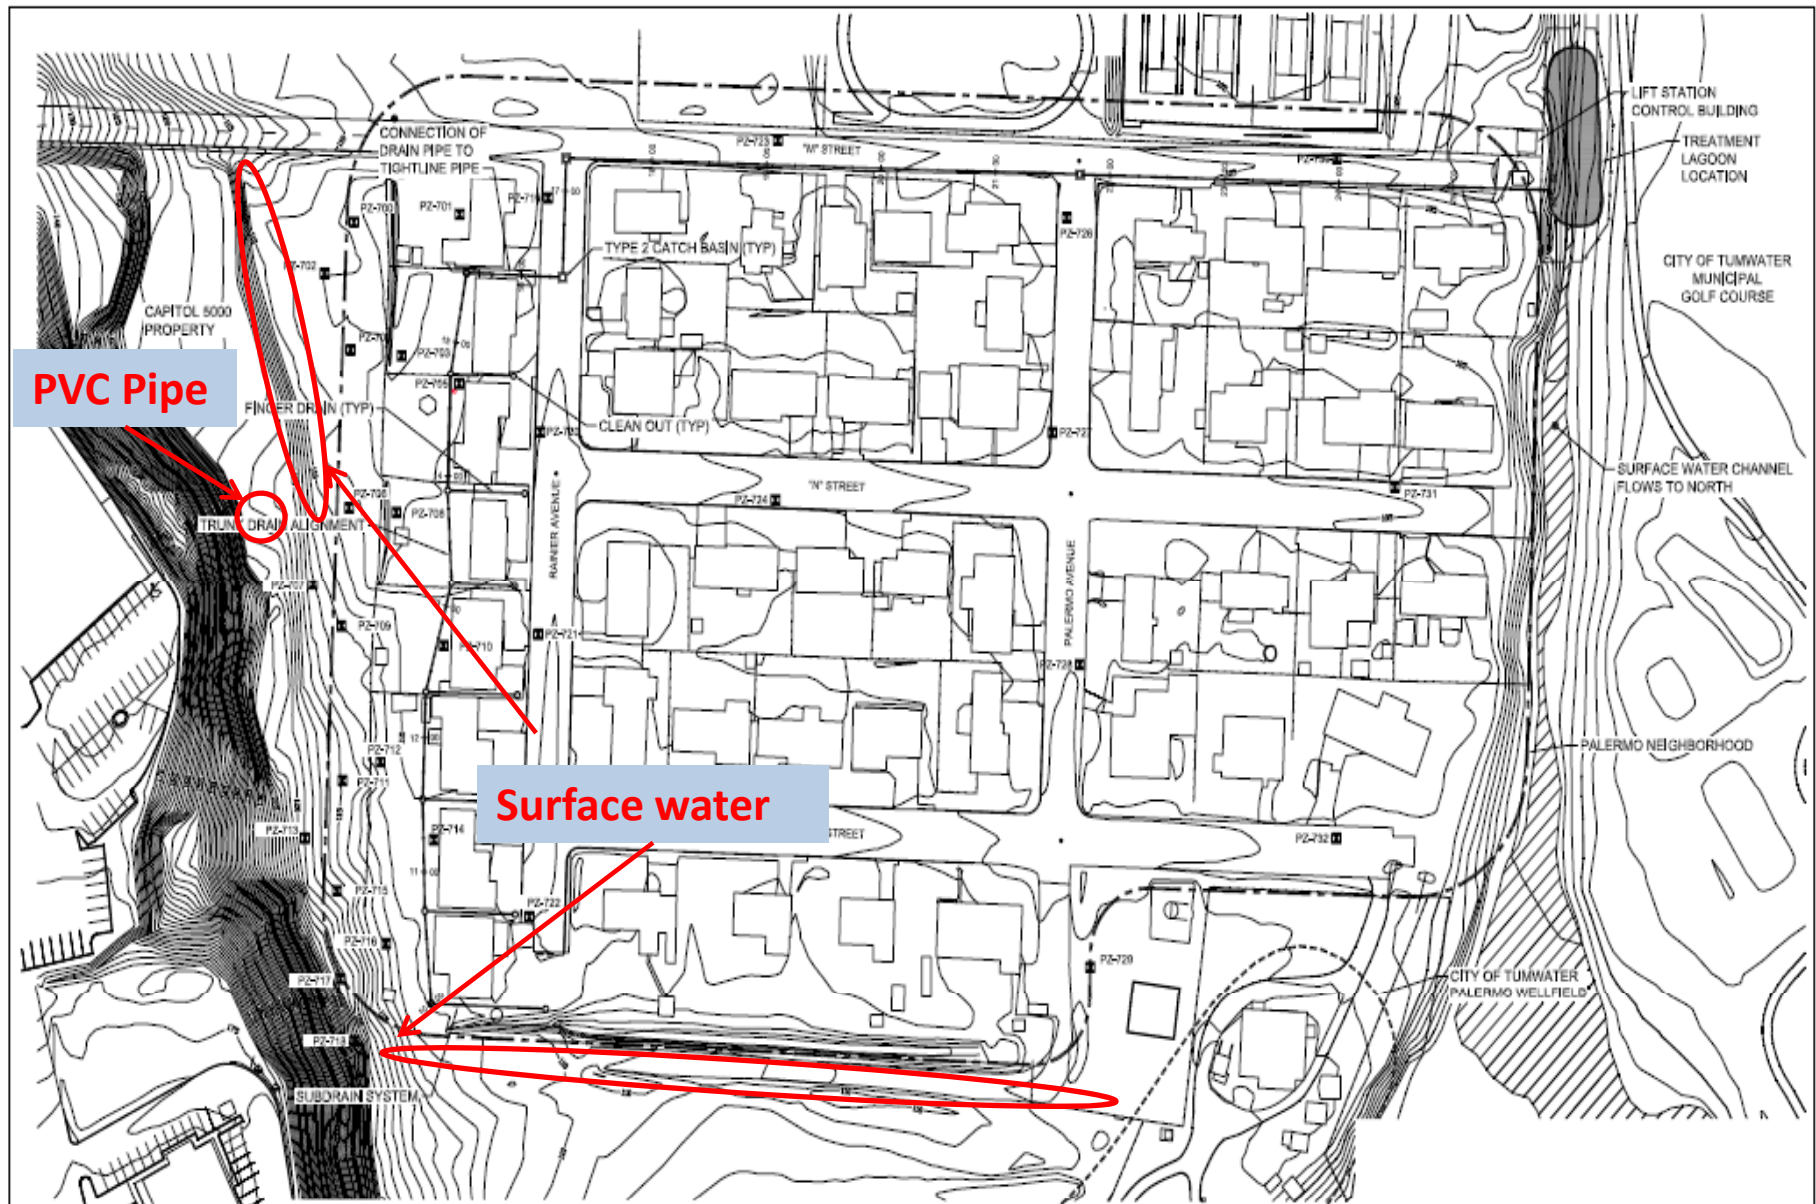 LIFT STATION
CONTROL BUILDING
CONNECTION OF
DRAIN PIPE TO
TIGHTLINE PIPE
PZ-723
"M" STREET
TREATMENT
LAGOON
LOCATION
PZ-700
PZ-701
PZ-726
TYPE 2 CATCH BASIN (TYP)
PZ-702
CITY OF TUMWATER
MUNICIPAL
GOLF COURSE
CAPITOL 5000
PROPERTY
PZ-703
PZ-705
PVC Pipe
FINGER DRAIN (TYP)
CLEAN OUT (TYP)
PZ-727
SURFACE WATER CHANNEL
FLOWS TO NORTH
"N" STREET
PZ-724
PZ-731
PZ-706
PZ-708
TRUNK DRAIN ALIGNMENT
RAINIER AVENUE
PALERMO AVENUE
PZ-707
PZ-709
PZ-721
PZ-710
PZ-728
PZ-712
PALERMO NEIGHBORHOOD
PZ-711
Surface water
PZ-713
PZ-714
STREET
PZ-732
PZ-715
PZ-722
PZ-716
PZ-729
PZ-717
CITY OF TUMWATER
PALERMO WELLFIELD
PZ-718
SUBDRAIN SYSTEM